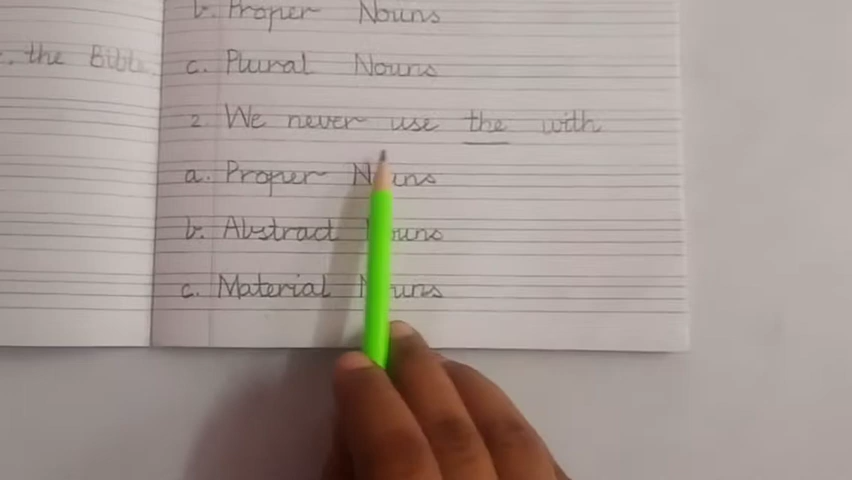 the Bible
b. Proper Nouns
c. Plural Nouns
2. We never use the with
a. Proper Nouns
b. Abstract Nouns
c. Material Nouns